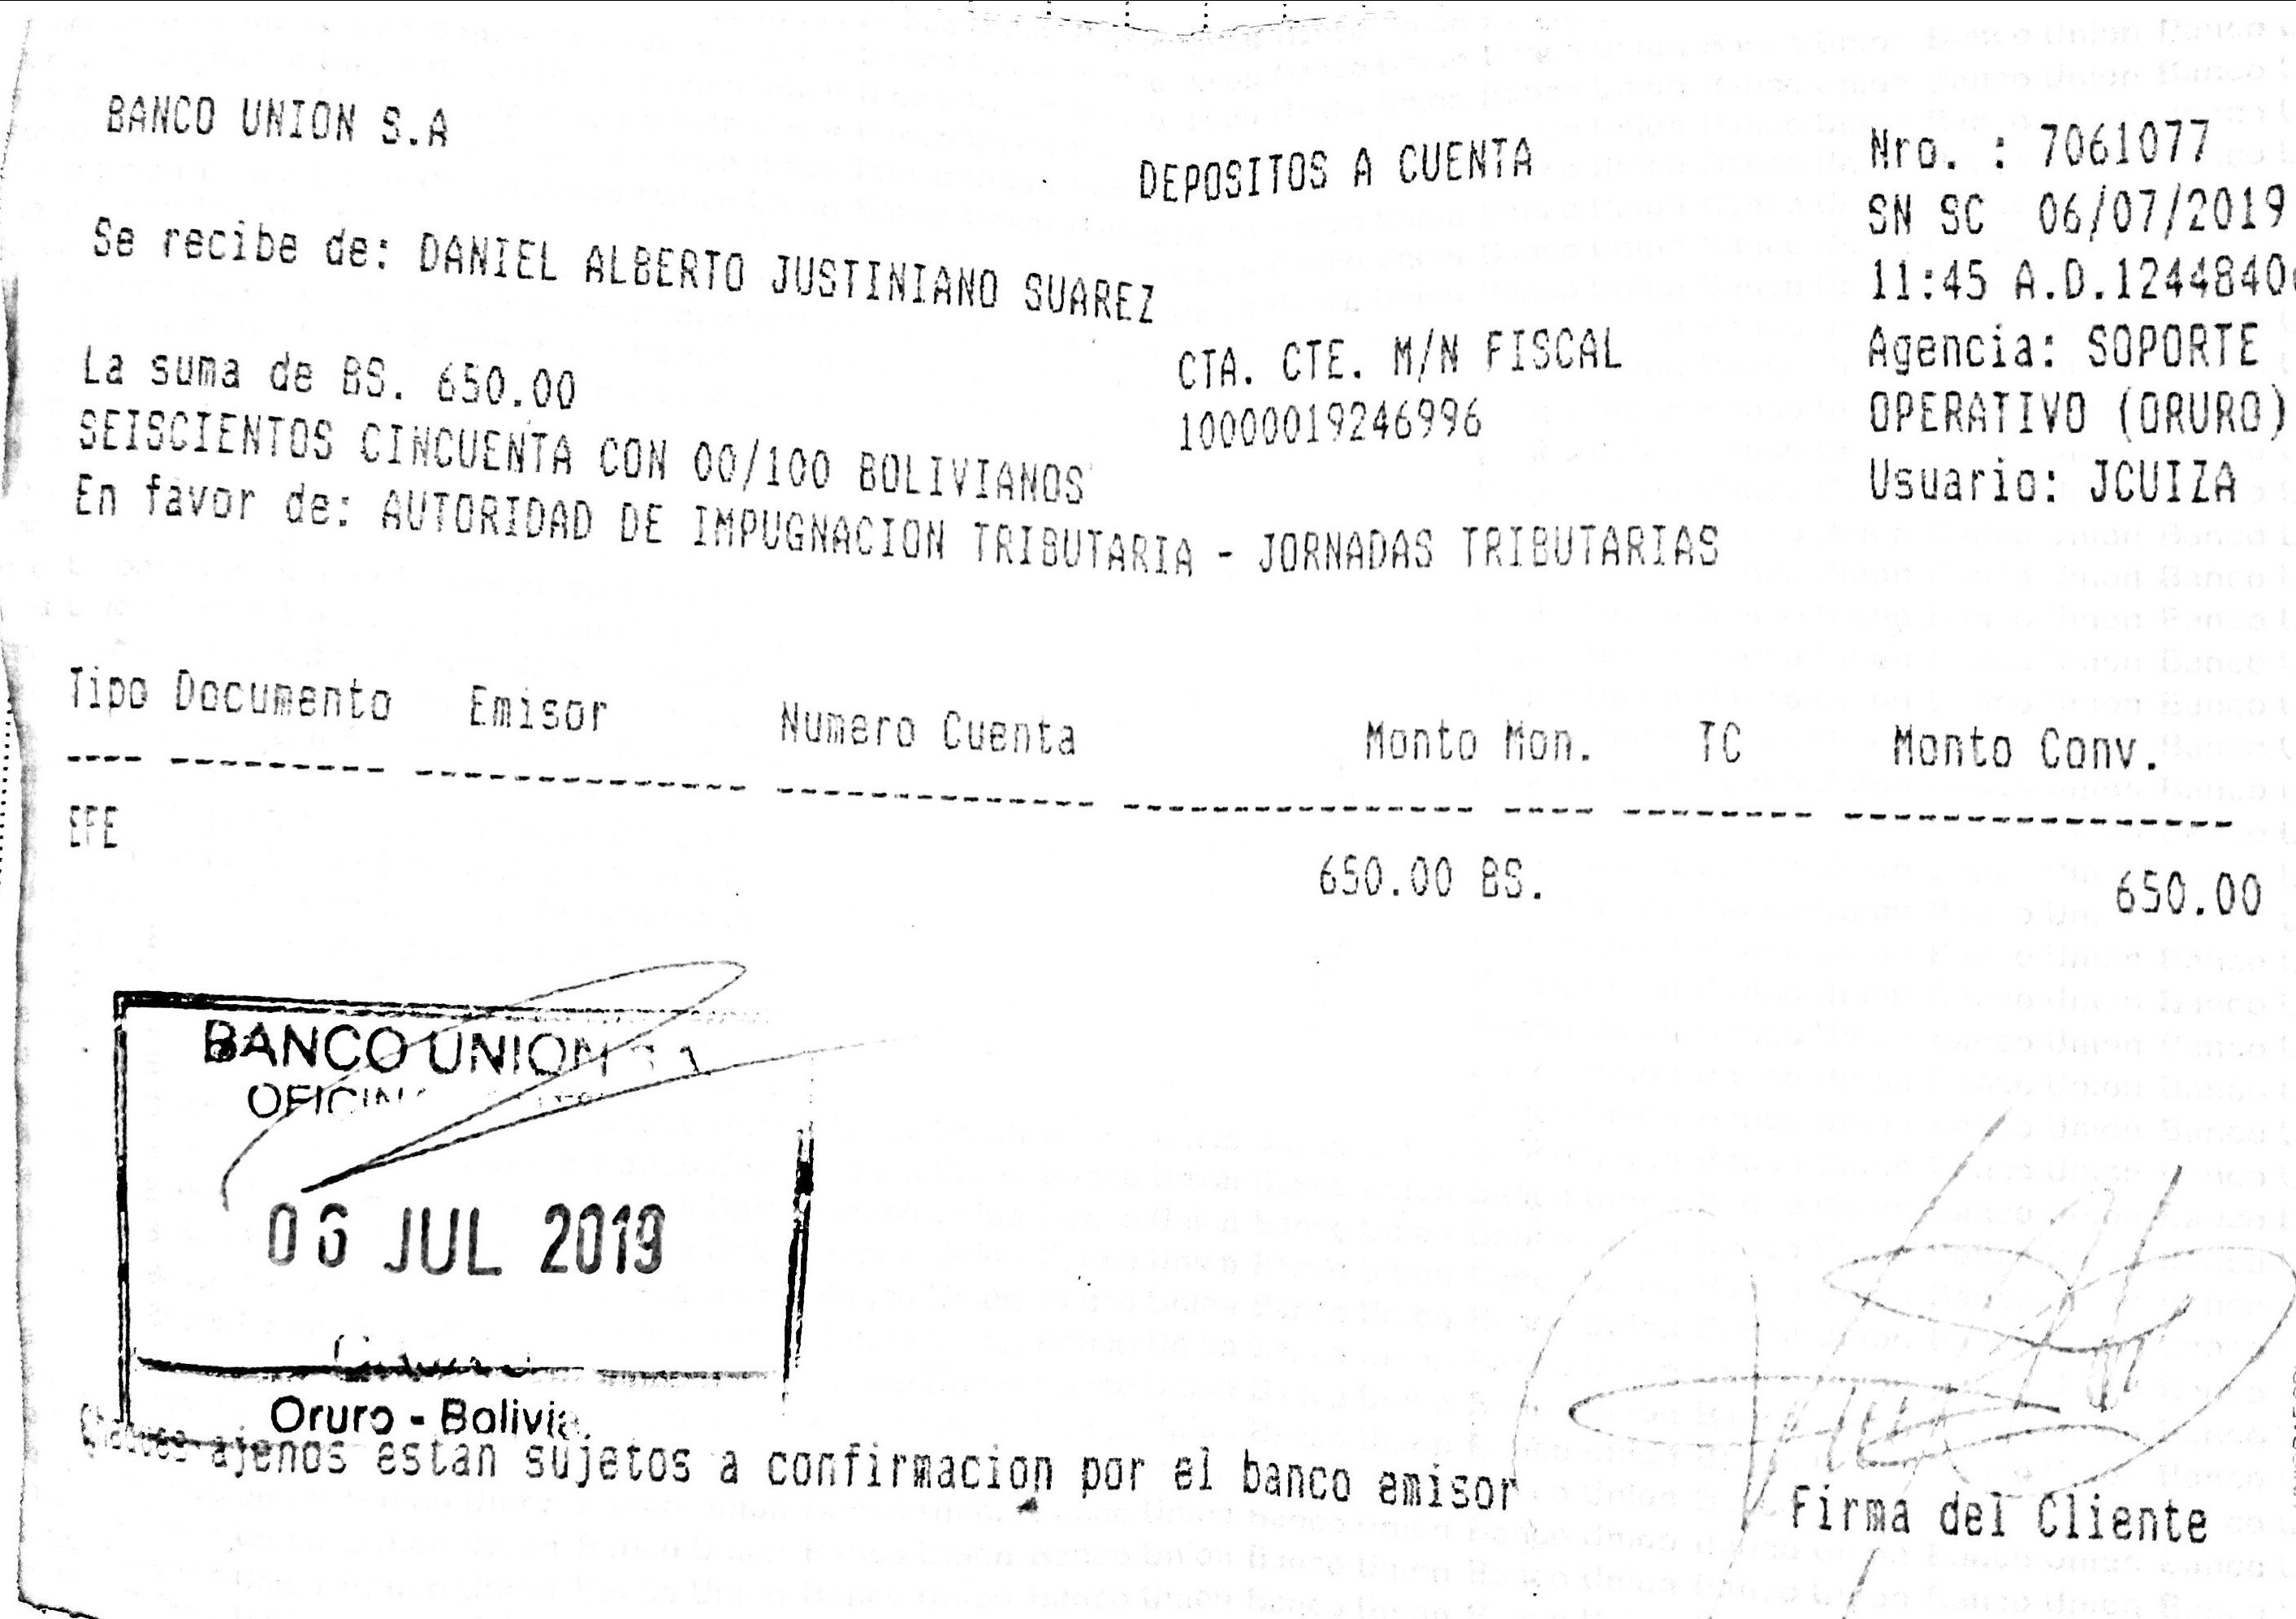 BANCO UNION S.A
DEPOSITOS A CUENTA
Nro. : 7061077
SN SC 06/07/2019
11:45 A.D.1244840
Agencia: SOPORTE
OPERATIVO (ORURO)
Usuario: JCUIZA
Se recibe de: DANIEL ALBERTO JUSTINIANO SUAREZ
La suma de BS. 650.00
CTA. CTE. M/N FISCAL
10000019246996
SEISCIENTOS CINCUENTA CON 00/100 BOLIVIANOS
En favor de: AUTORIDAD DE IMPUGNACION TRIBUTARIA - JORNADAS TRIBUTARIAS
Tipo Documento Emisor Numero Cuenta Monto Mon. TC Monto Conv.
EFE 650.00 BS. 650.00
BANCO UNION S.A.
06 JUL 2019
Oruro - Bolivia
ajenos estan sujetos a confirmacion por el banco emisor
Firma del Cliente